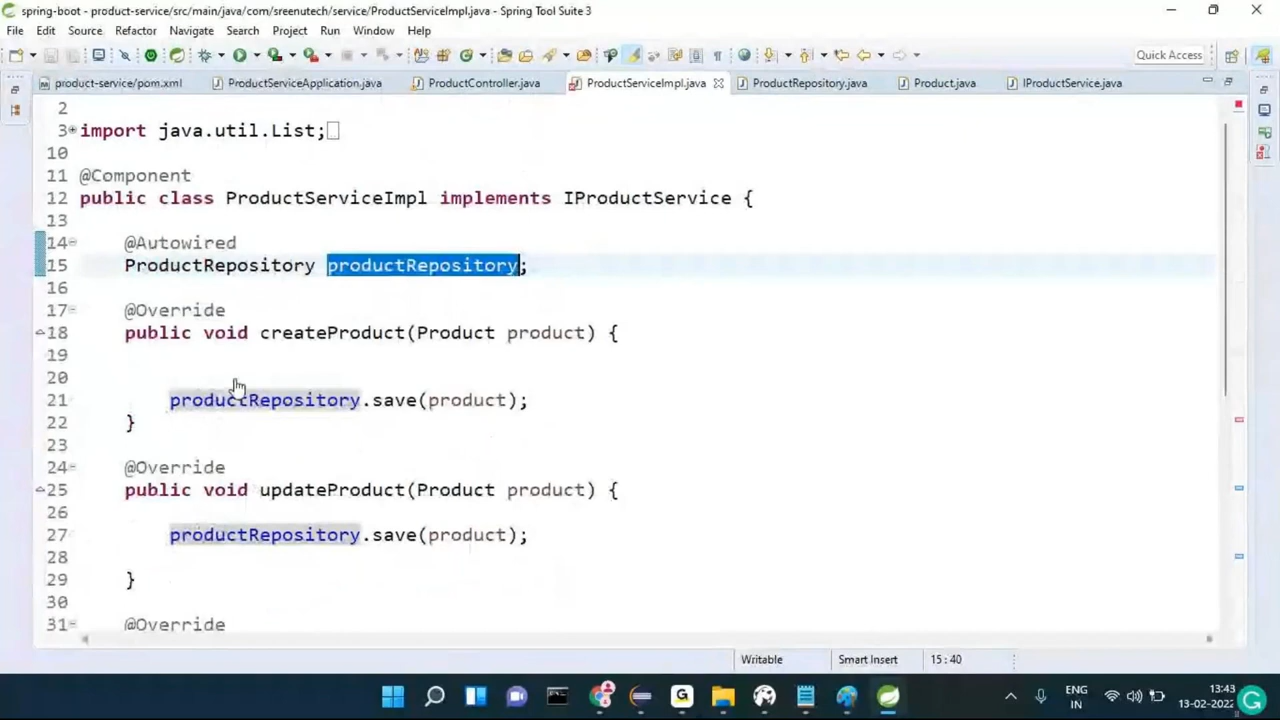 spring-boot - product-service/src/main/java/com/sreenutech/service/ProductServiceImpl.java - Spring Tool Suite 3
File Edit Source Refactor Navigate Search Project Run Window Help
Quick Access
product-service/pom.xml ProductServiceApplication.java ProductController.java ProductServiceImpl.java ProductRepository.java Product.java IProductService.java
2
3 import java.util.List;
10
11 @Component
12 public class ProductServiceImpl implements IProductService {
13
14 @Autowired
15 ProductRepository productRepository;
16
17 @Override
18 public void createProduct(Product product) {
19
20
21 productRepository.save(product);
22 }
23
24 @Override
25 public void updateProduct(Product product) {
26
27 productRepository.save(product);
28
29 }
30
31 @Override
Writable Smart Insert 15 : 40
ENG
IN
13:43
13-02-2022